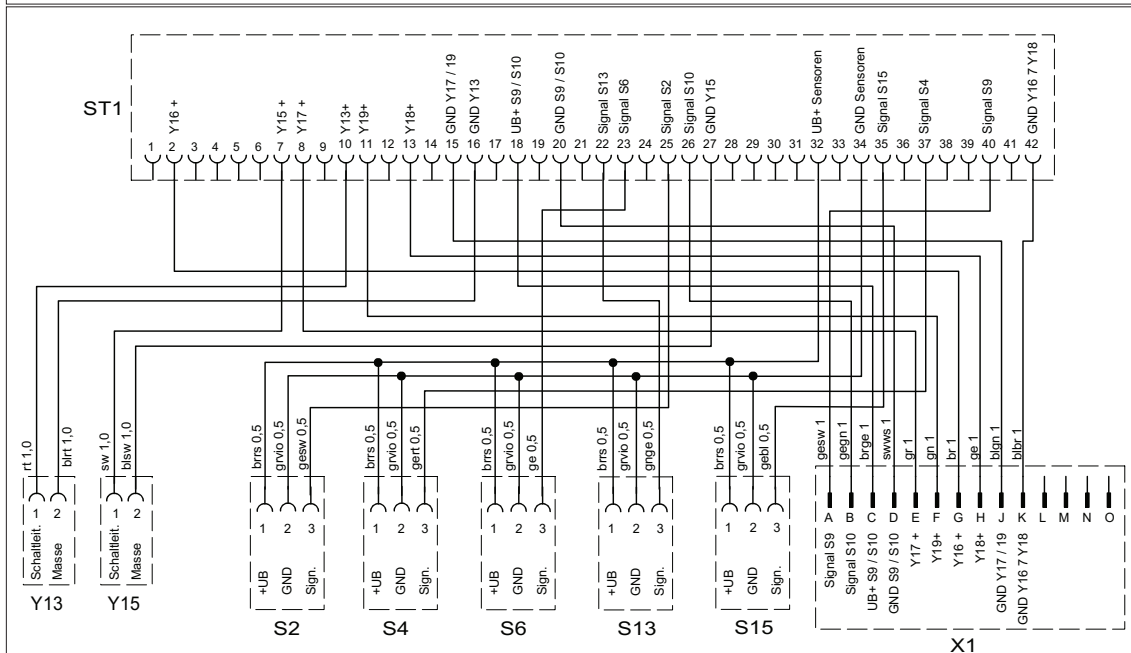 ST1
Y16 +
Y15 +
Y17 +
Y13+
Y19+
Y18+
GND Y17 / 19
GND Y13
UB+ S9 / S10
GND S9 / S10
Signal S13
Signal S6
Signal S2
Signal S10
GND Y15
UB+ Sensoren
GND Sensoren
Signal S15
Signal S4
Signal S9
GND Y16 7 Y18
1 2 3 4 5 6 7 8 9 10 11 12 13 14 15 16 17 18 19 20 21 22 23 24 25 26 27 28 29 30 31 32 33 34 35 36 37 38 39 40 41 42
rt 1,0
blrt 1,0
1 2
Schaltleit.
Masse
Y13
sw 1,0
blsw 1,0
1 2
Schaltleit.
Masse
Y15
brrs 0,5
grvio 0,5
gesw 0,5
1 2 3
+UB
GND
Sign.
S2
brrs 0,5
grvio 0,5
gert 0,5
1 2 3
+UB
GND
Sign.
S4
brrs 0,5
grvio 0,5
ge 0,5
1 2 3
+UB
GND
Sign.
S6
brrs 0,5
grvio 0,5
gnge 0,5
1 2 3
+UB
GND
Sign.
S13
brrs 0,5
grvio 0,5
gebl 0,5
1 2 3
+UB
GND
Sign.
S15
gesw 1
gegn 1
brge 1
swws 1
gr 1
gn 1
br 1
ge 1
blgn 1
blbr 1
A B C D E F G H J K L M N O
Signal S9
Signal S10
UB+ S9 / S10
GND S9 / S10
Y17 +
Y19+
Y16 +
Y18+
GND Y17 / 19
GND Y16 7 Y18
X1